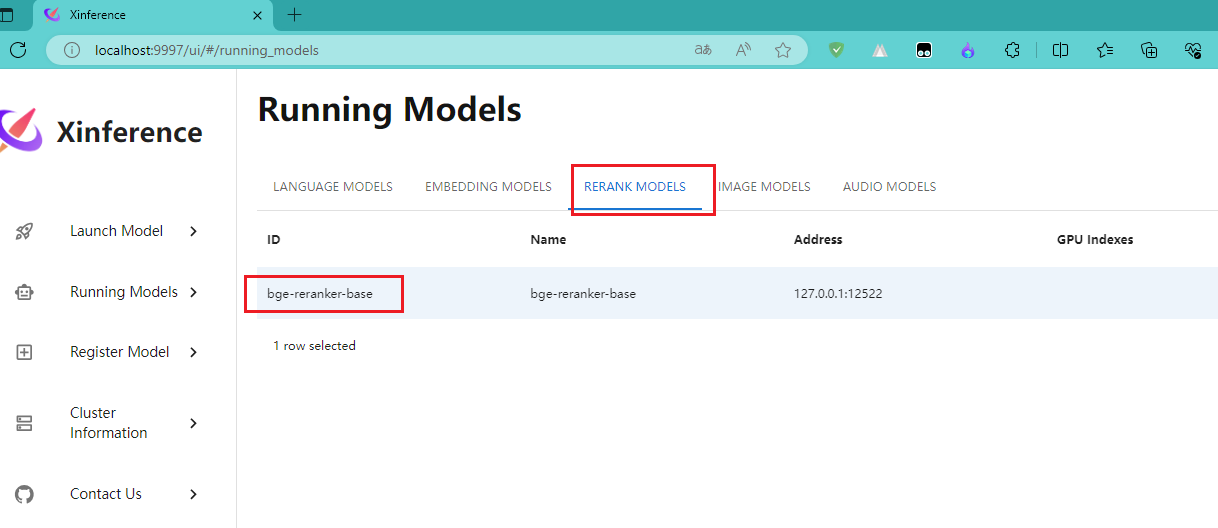 Xinference
localhost:9997/ui/#/running_models
aあ
A
Xinference
Launch Model
Running Models
Register Model
Cluster
Information
Contact Us
Running Models
LANGUAGE MODELS EMBEDDING MODELS RERANK MODELS IMAGE MODELS AUDIO MODELS
ID Name Address GPU Indexes
bge-reranker-base bge-reranker-base 127.0.0.1:12522
1 row selected